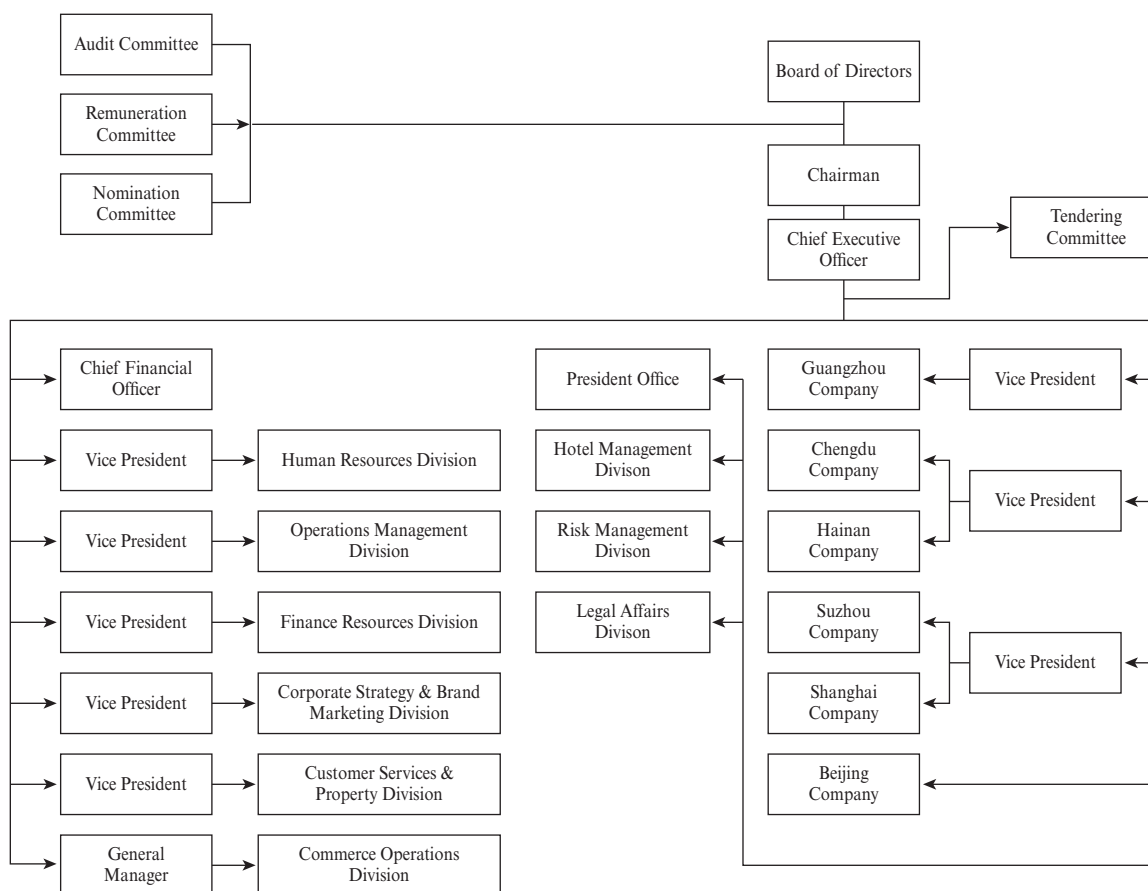 Audit Committee
Board of Directors
Remuneration
Committee
Chairman
Nomination
Committee
Tendering
Committee
Chief Executive
Officer
Chief Financial
Officer
President Office
Guangzhou
Company
Vice President
Vice President
Human Resources Division
Hotel Management
Divison
Chengdu
Company
Vice President
Vice President
Operations Management
Division
Risk Management
Divison
Hainan
Company
Vice President
Finance Resources Division
Legal Affairs
Divison
Suzhou
Company
Vice President
Vice President
Corporate Strategy & Brand
Marketing Division
Shanghai
Company
Vice President
Customer Services &
Property Division
Beijing
Company
General
Manager
Commerce Operations
Division